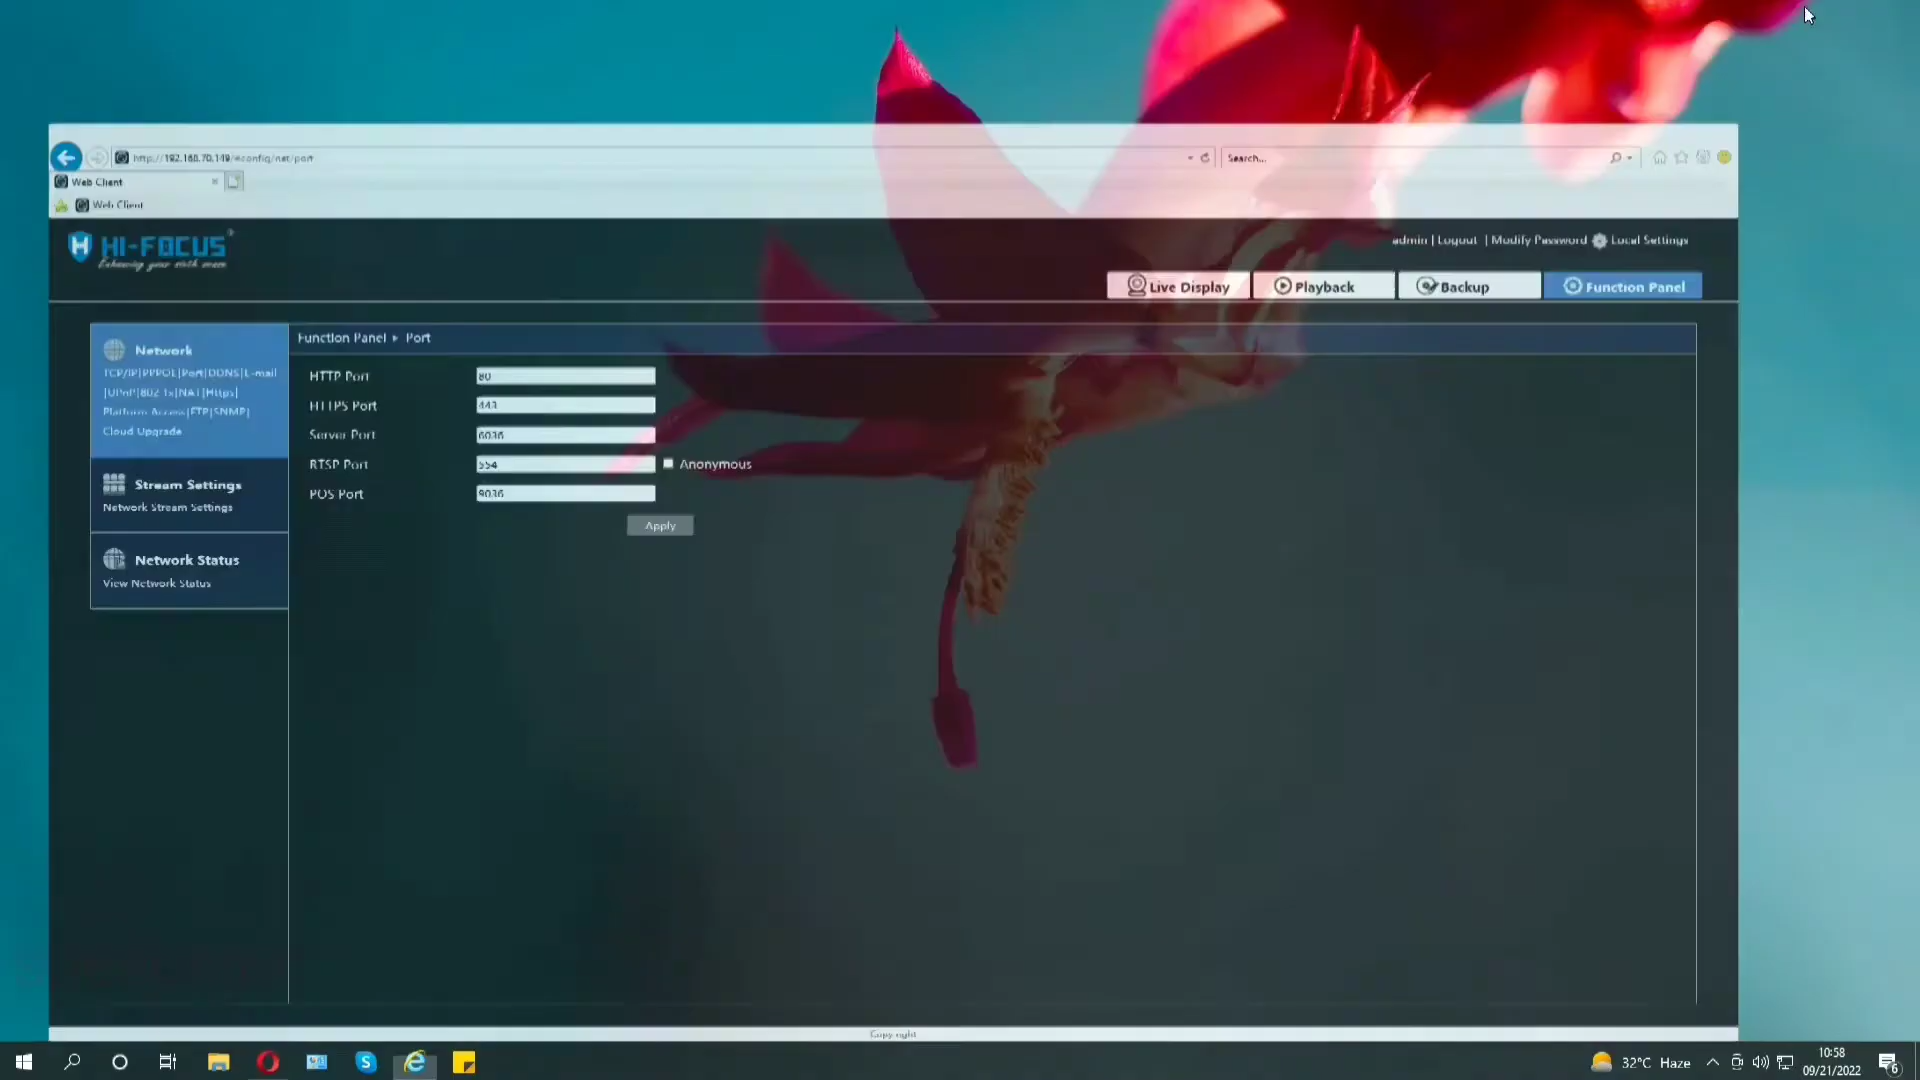 http://192.168.70.149/#config/net/port
Search...
Web Client
Web Client
HI-FOCUS
admin | Logout | Modify Password Local Settings
Live Display
Playback
Backup
Function Panel
Network
TCP/IP|PPPOE|Port|DDNS|E-mail
|UPnP|802.1x|NAT|Https|
Platform Access|FTP|SNMP|
Cloud Upgrade
Stream Settings
Network Stream Settings
Network Status
View Network Status
Function Panel ▸ Port
HTTP Port 80
HTTPS Port 443
Server Port 6036
RTSP Port 554 Anonymous
POS Port 9036
Apply
Copy right
32°C Haze
10:58
09/21/2022
6